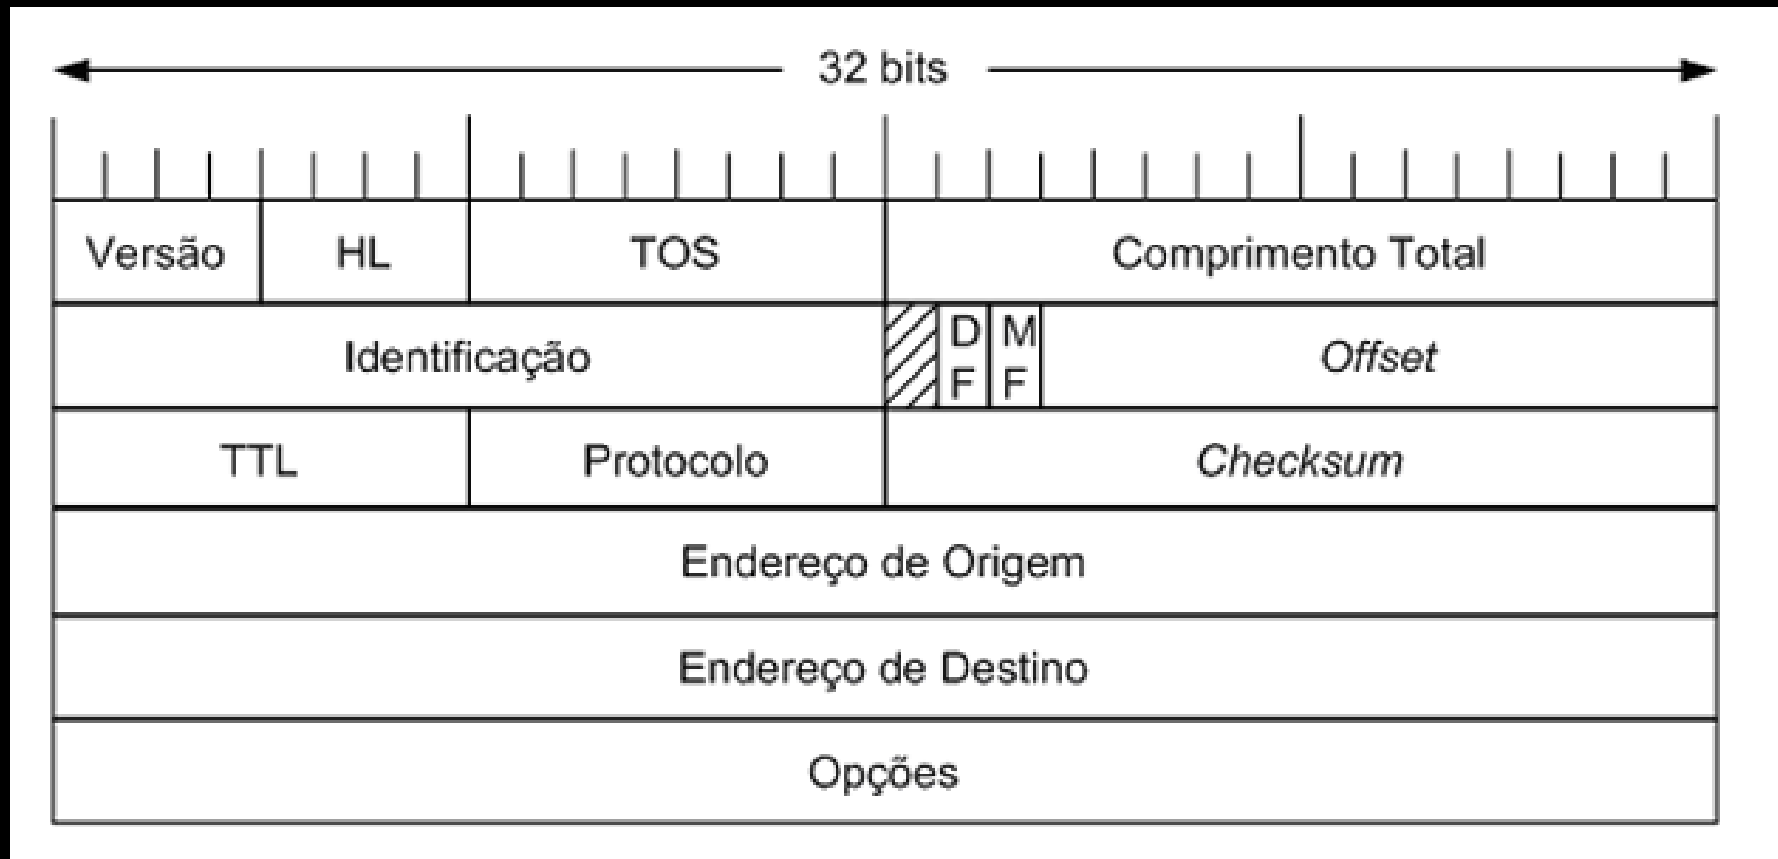 32 bits
Versão HL TOS Comprimento Total
Identificação D F M F Offset
TTL Protocolo Checksum
Endereço de Origem
Endereço de Destino
Opções